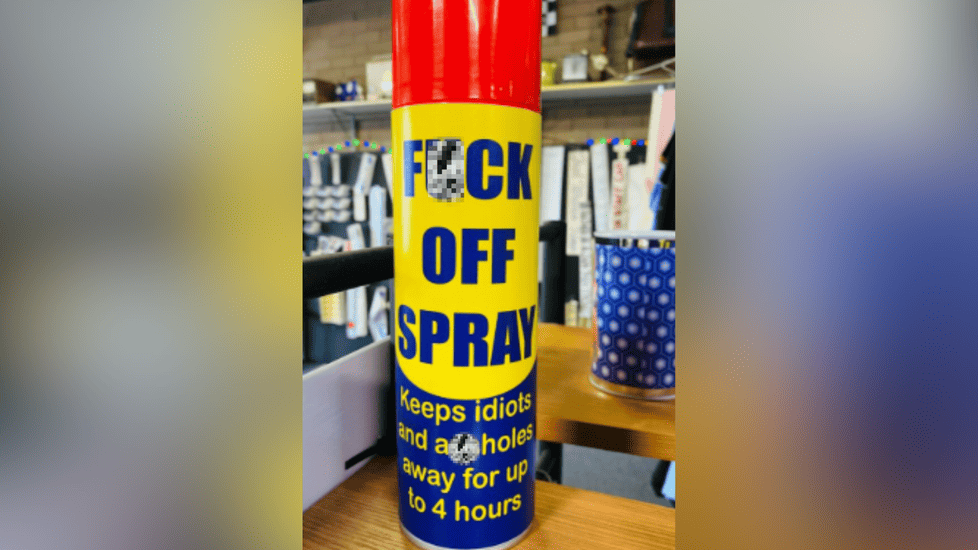 F CK
OFF
SPRAY
Keeps idiots
and a holes
away for up
to 4 hours